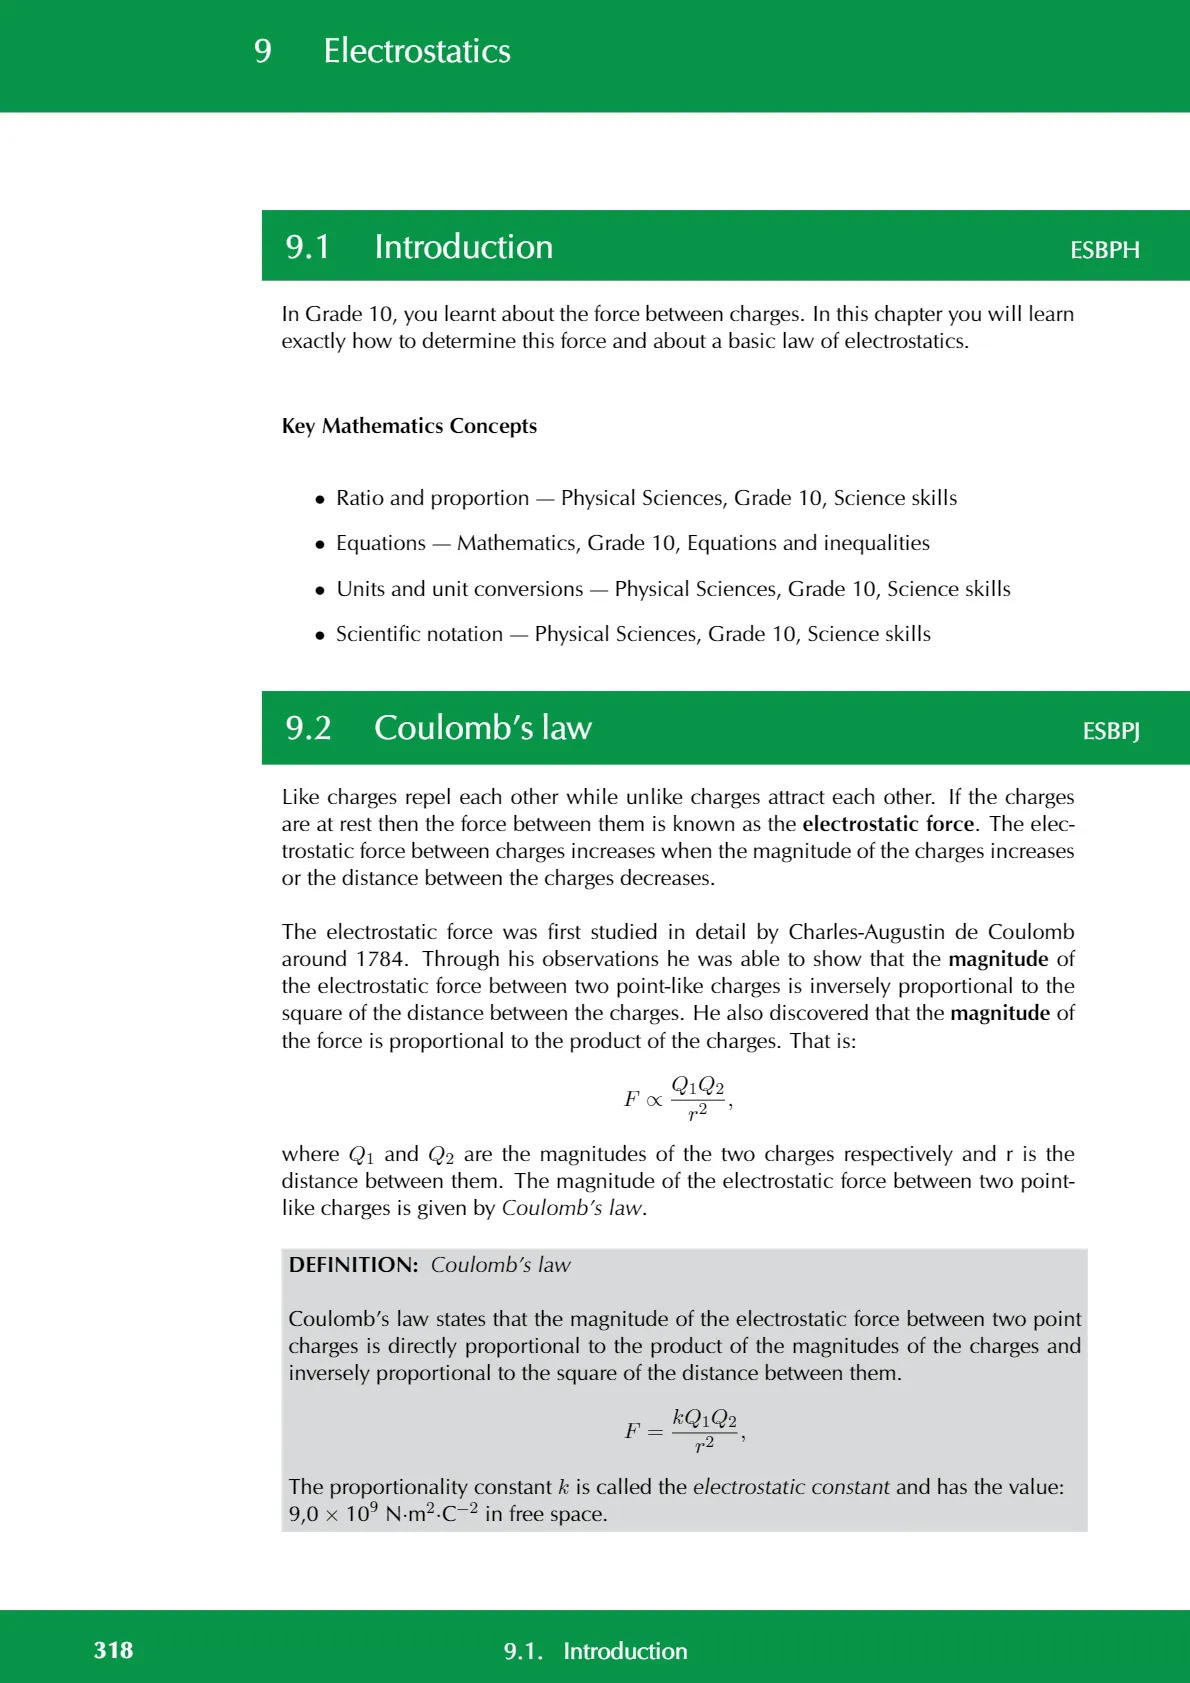 9 Electrostatics
9.1 Introduction ESBPH
In Grade 10, you learnt about the force between charges. In this chapter you will learn
exactly how to determine this force and about a basic law of electrostatics.
Key Mathematics Concepts
• Ratio and proportion — Physical Sciences, Grade 10, Science skills
• Equations — Mathematics, Grade 10, Equations and inequalities
• Units and unit conversions — Physical Sciences, Grade 10, Science skills
• Scientific notation — Physical Sciences, Grade 10, Science skills
9.2 Coulomb’s law ESBPJ
Like charges repel each other while unlike charges attract each other. If the charges
are at rest then the force between them is known as the electrostatic force. The elec-
trostatic force between charges increases when the magnitude of the charges increases
or the distance between the charges decreases.
The electrostatic force was first studied in detail by Charles-Augustin de Coulomb
around 1784. Through his observations he was able to show that the magnitude of
the electrostatic force between two point-like charges is inversely proportional to the
square of the distance between the charges. He also discovered that the magnitude of
the force is proportional to the product of the charges. That is:
F ∝ Q₁Q₂ / r²,
where Q₁ and Q₂ are the magnitudes of the two charges respectively and r is the
distance between them. The magnitude of the electrostatic force between two point-
like charges is given by Coulomb’s law.
DEFINITION: Coulomb’s law
Coulomb’s law states that the magnitude of the electrostatic force between two point
charges is directly proportional to the product of the magnitudes of the charges and
inversely proportional to the square of the distance between them.
F = kQ₁Q₂ / r²,
The proportionality constant k is called the electrostatic constant and has the value:
9,0 × 10⁹ N·m²·C⁻² in free space.
318 9.1. Introduction